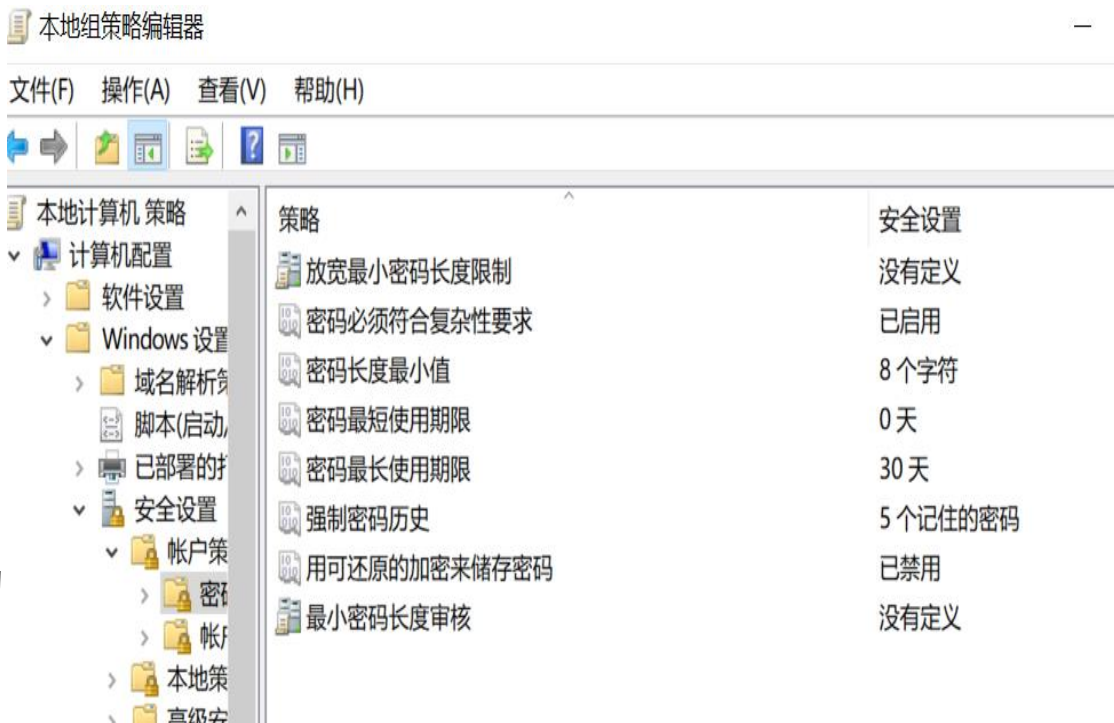 本地组策略编辑器
文件(F) 操作(A) 查看(V) 帮助(H)
本地计算机 策略
计算机配置
软件设置
Windows 设置
域名解析策
脚本(启动/
已部署的打
安全设置
帐户策
密码
帐户
本地策
高级安
策略 安全设置
放宽最小密码长度限制 没有定义
密码必须符合复杂性要求 已启用
密码长度最小值 8 个字符
密码最短使用期限 0 天
密码最长使用期限 30 天
强制密码历史 5 个记住的密码
用可还原的加密来储存密码 已禁用
最小密码长度审核 没有定义